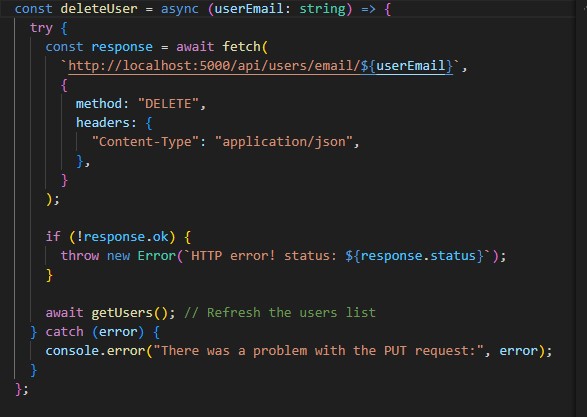 const deleteUser = async (userEmail: string) => {
  try {
    const response = await fetch(
      `http://localhost:5000/api/users/email/${userEmail}`,
      {
        method: "DELETE",
        headers: {
          "Content-Type": "application/json",
        },
      }
    );

    if (!response.ok) {
      throw new Error(`HTTP error! status: ${response.status}`);
    }

    await getUsers(); // Refresh the users list
  } catch (error) {
    console.error("There was a problem with the PUT request:", error);
  }
};